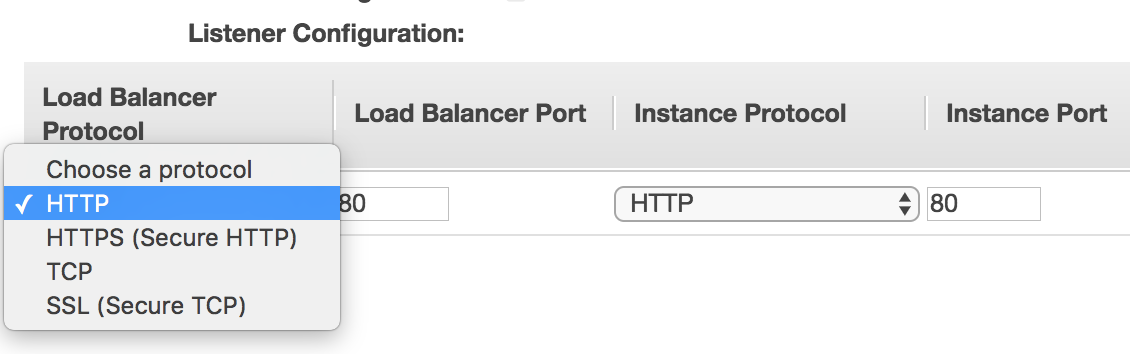 Listener Configuration:
Load Balancer Protocol
Load Balancer Port
Instance Protocol
Instance Port
Choose a protocol
✓ HTTP
HTTPS (Secure HTTP)
TCP
SSL (Secure TCP)
80
HTTP
80